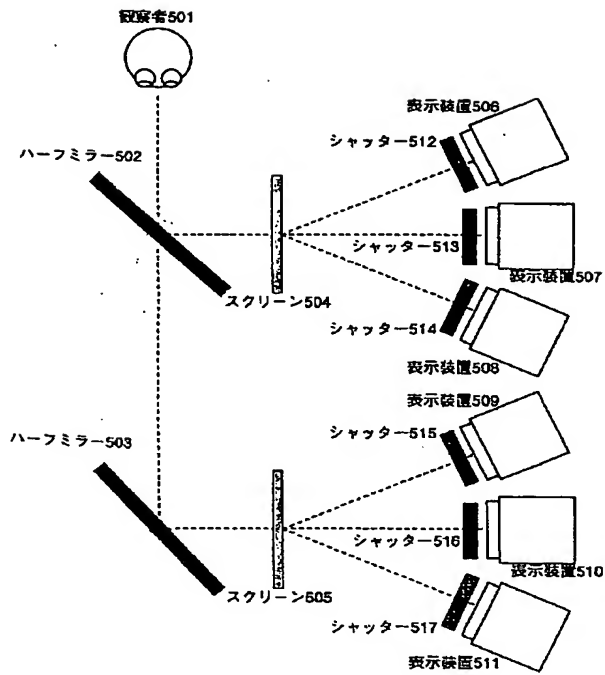 観察者501
表示装置506
シャッター512
ハーフミラー502
シャッター513
表示装置507
スクリーン504
シャッター514
表示装置508
表示装置509
ハーフミラー503
シャッター515
シャッター516
表示装置510
スクリーン505
シャッター517
表示装置511